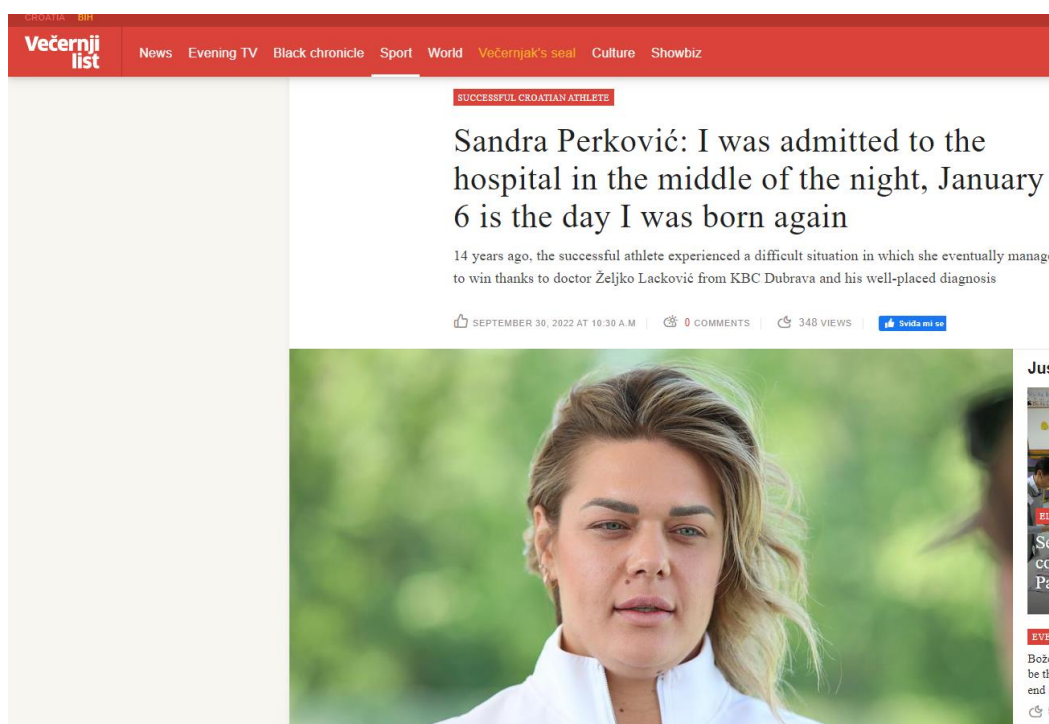 CROATIA BIH
Večernji
list
News Evening TV Black chronicle Sport World Večernjak's seal Culture Showbiz
SUCCESSFUL CROATIAN ATHLETE
Sandra Perković: I was admitted to the
hospital in the middle of the night, January
6 is the day I was born again
14 years ago, the successful athlete experienced a difficult situation in which she eventually manag
to win thanks to doctor Željko Lacković from KBC Dubrava and his well-placed diagnosis
SEPTEMBER 30, 2022 AT 10:30 A.M 0 COMMENTS 348 VIEWS Sviđa mi se
Jus
Se
co
Pa
EVE
Bož
be th
end